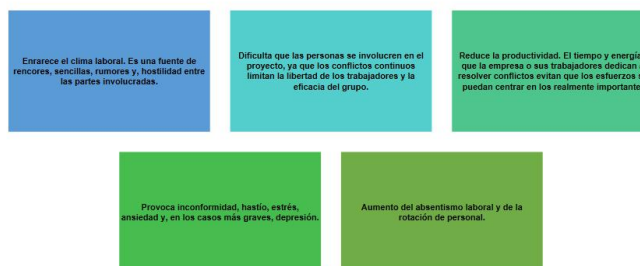 Enrarece el clima laboral. Es una fuente de
rencores, sencillas, rumores y, hostilidad entre
las partes involucradas.
Dificulta que las personas se involucren en el
proyecto, ya que los conflictos continuos
limitan la libertad de los trabajadores y la
eficacia del grupo.
Reduce la productividad. El tiempo y energía
que la empresa o sus trabajadores dedican a
resolver conflictos evitan que los esfuerzos s
puedan centrar en los realmente importante
Provoca inconformidad, hastío, estrés,
ansiedad y, en los casos más graves, depresión.
Aumento del absentismo laboral y de la
rotación de personal.